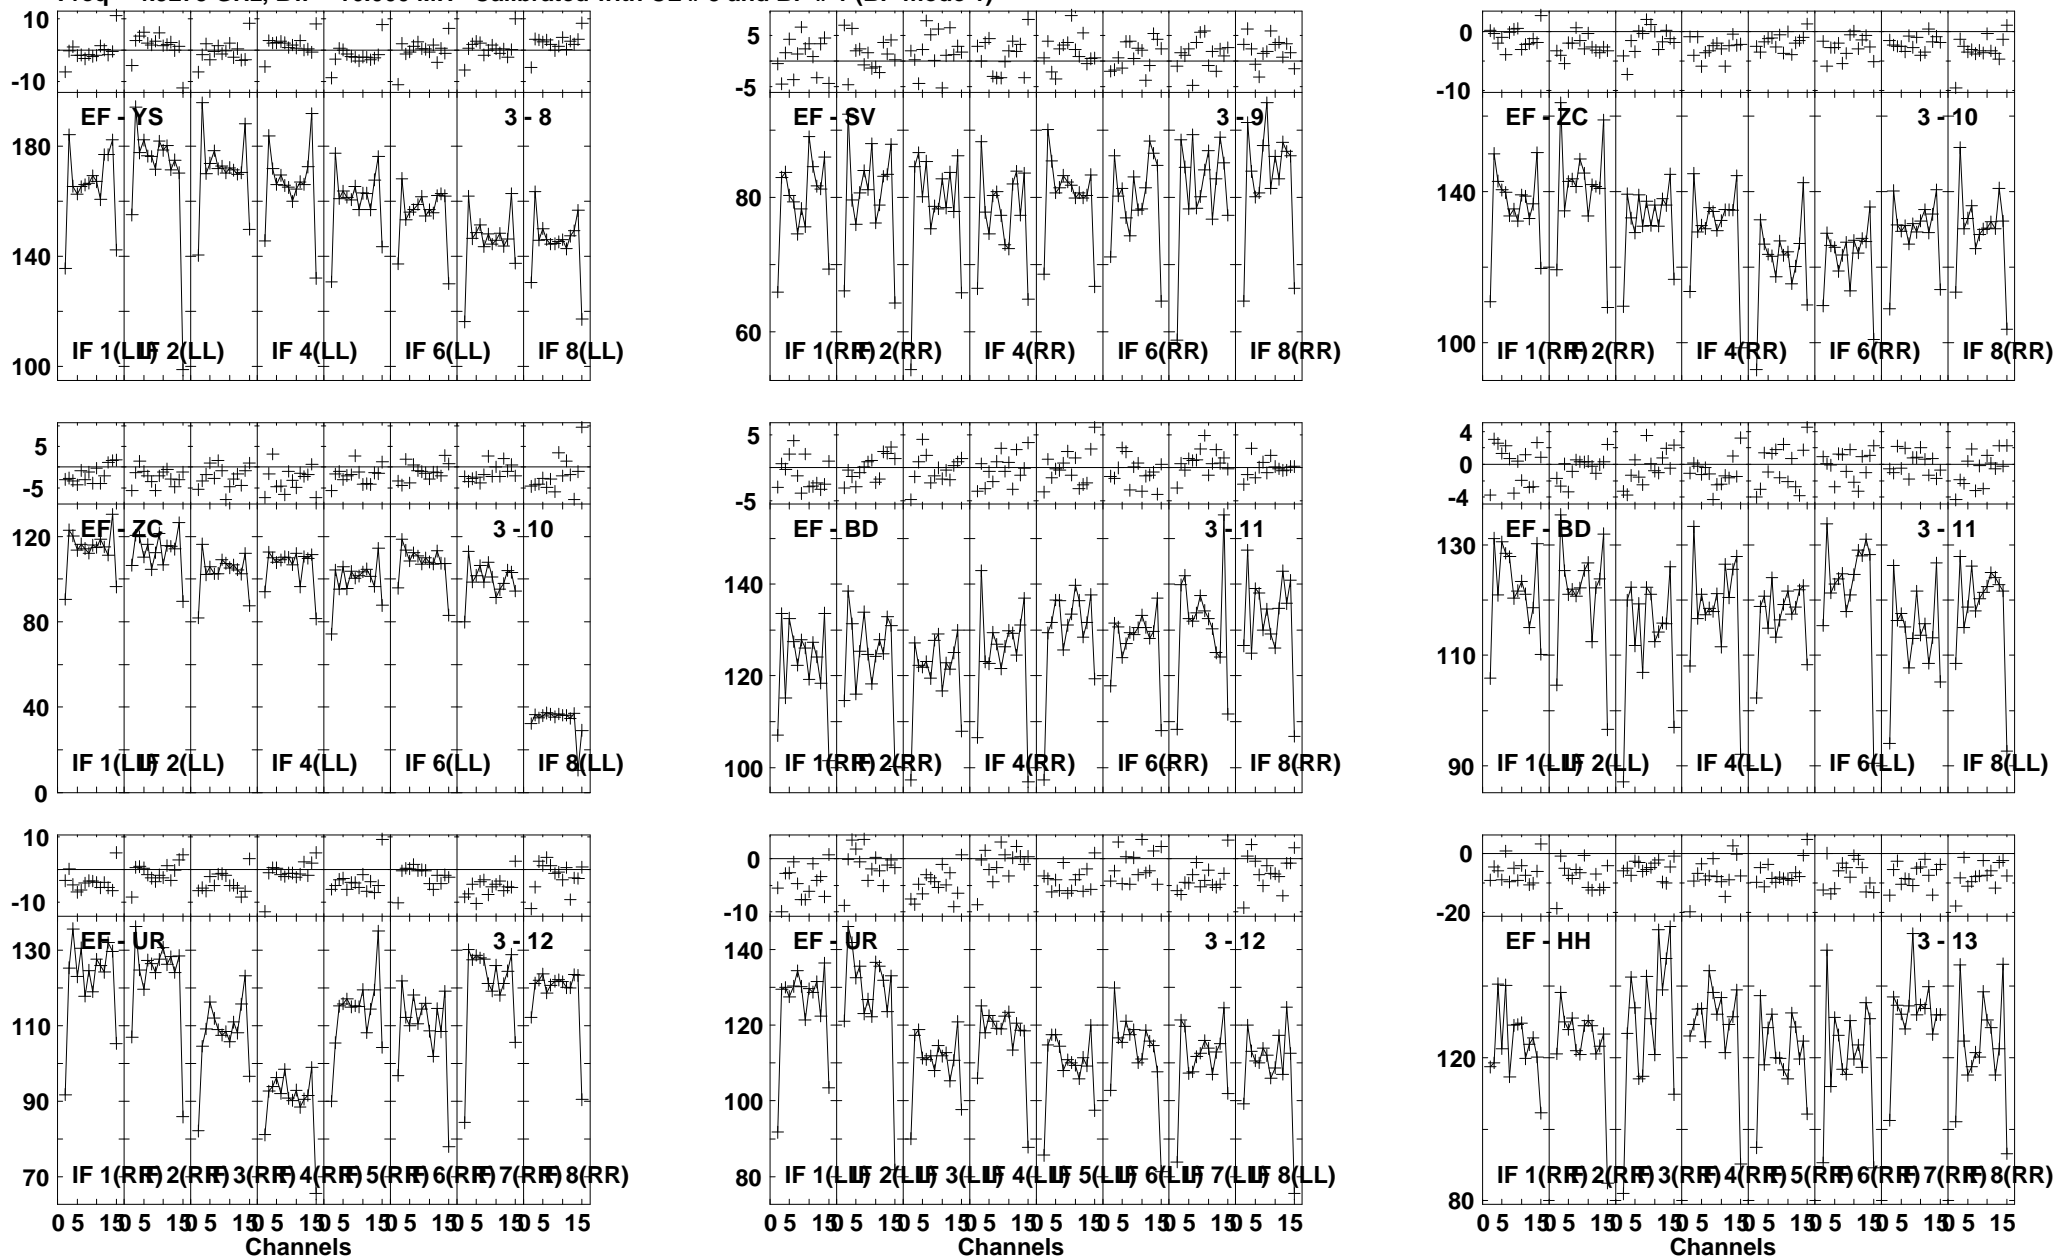 10
0
-10
EF - YS 3 - 8
180
140
100
IF 1(LL) IF 2(LL) IF 4(LL) IF 6(LL) IF 8(LL)
5
0
-5
EF - SV 3 - 9
80
60
IF 1(RR) IF 2(RR) IF 4(RR) IF 6(RR) IF 8(RR)
0
-10
EF - ZC 3 - 10
140
100
IF 1(RR) IF 2(RR) IF 4(RR) IF 6(RR) IF 8(RR)
5
-5
EF - ZC 3 - 10
120
80
40
0
IF 1(LL) IF 2(LL) IF 4(LL) IF 6(LL) IF 8(LL)
5
0
-5
EF - BD 3 - 11
140
120
100
IF 1(RR) IF 2(RR) IF 4(RR) IF 6(RR) IF 8(RR)
4
0
-4
EF - BD 3 - 11
130
110
90
IF 1(LL) IF 2(LL) IF 4(LL) IF 6(LL) IF 8(LL)
10
0
-10
EF - UR 3 - 12
130
110
90
70
IF 1(RR) IF 2(RR) IF 3(RR) IF 4(RR) IF 5(RR) IF 6(RR) IF 7(RR) IF 8(RR)
0 5 15 0 5 15 0 5 15 0 5 15 0 5 15 0 5 15 0 5 15 0 5 15
Channels
0
-10
EF - UR 3 - 12
140
120
100
80
IF 1(LL) IF 2(LL) IF 3(LL) IF 4(LL) IF 5(LL) IF 6(LL) IF 7(LL) IF 8(LL)
0 5 15 0 5 15 0 5 15 0 5 15 0 5 15 0 5 15 0 5 15 0 5 15
Channels
0
-20
EF - HH 3 - 13
120
80
IF 1(RR) IF 2(RR) IF 3(RR) IF 4(RR) IF 5(RR) IF 6(RR) IF 7(RR) IF 8(RR)
0 5 15 0 5 15 0 5 15 0 5 15 0 5 15 0 5 15 0 5 15 0 5 15
Channels